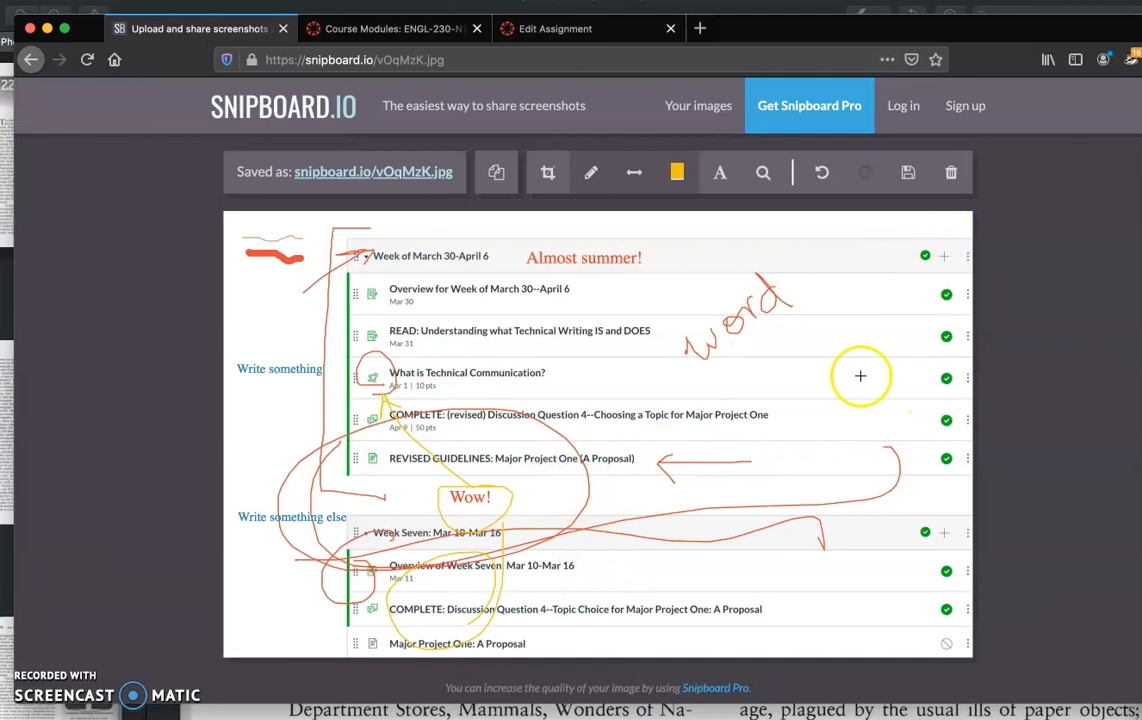 Upload and share screenshots
Course Modules: ENGL-230-N
Edit Assignment
https://snipboard.io/vOqMzK.jpg
SNIPBOARD.IO
The easiest way to share screenshots
Your images
Get Snipboard Pro
Log in
Sign up
Saved as: snipboard.io/vOqMzK.jpg
A
Week of March 30-April 6
Almost summer!
Overview for Week of March 30--April 6
Mar 30
word
READ: Understanding what Technical Writing IS and DOES
Mar 31
Write something
What is Technical Communication?
Apr 1 | 10 pts
COMPLETE: (revised) Discussion Question 4--Choosing a Topic for Major Project One
Apr 9 | 50 pts
REVISED GUIDELINES: Major Project One (A Proposal)
Wow!
Write something else
Week Seven: Mar 10-Mar 16
Overview of Week Seven: Mar 10-Mar 16
Mar 11
COMPLETE: Discussion Question 4--Topic Choice for Major Project One: A Proposal
Major Project One: A Proposal
You can increase the quality of your image by using Snipboard Pro.
RECORDED WITH
SCREENCAST MATIC
Department Stores, Mammals, Wonders of Na-
age, plagued by the usual ills of paper objects: